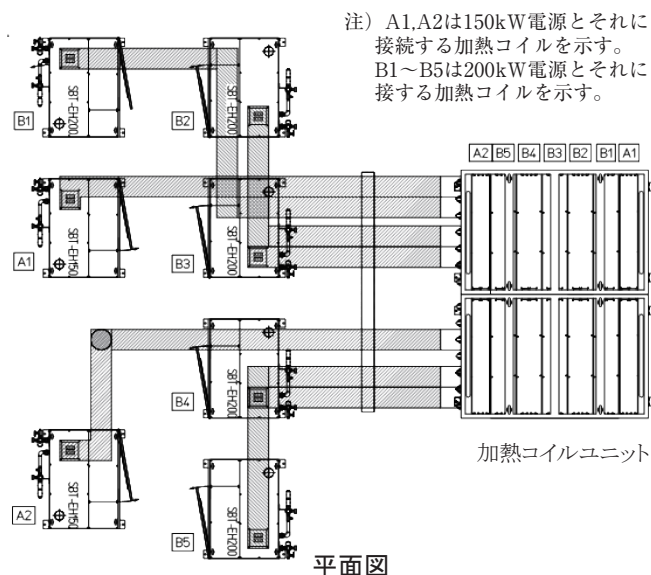 注）A1,A2は150kW電源とそれに
接続する加熱コイルを示す。
B1～B5は200kW電源とそれに
接する加熱コイルを示す。
B1
SBT-EH200
B2
SBT-EH200
A2 B5 B4 B3 B2 B1 A1
A1
SBT-EH150
B3
SBT-EH200
B4
SBT-EH200
加熱コイルユニット
A2
SBT-EH150
B5
SBT-EH200
平面図